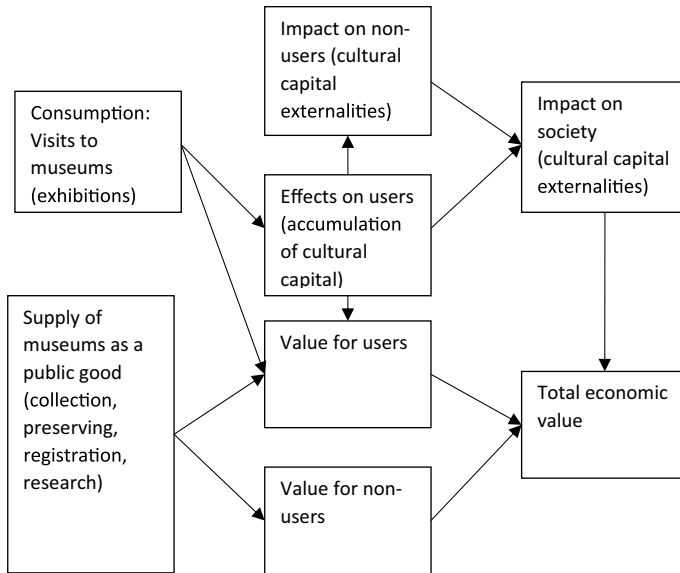 Impact on non-
users (cultural
capital
externalities)
Consumption:
Visits to
museums
(exhibitions)
Impact on
society
(cultural capital
externalities)
Effects on users
(accumulation
of cultural
capital)
Supply of
museums as a
public good
(collection,
preserving,
registration,
research)
Value for users
Total economic
value
Value for non-
users